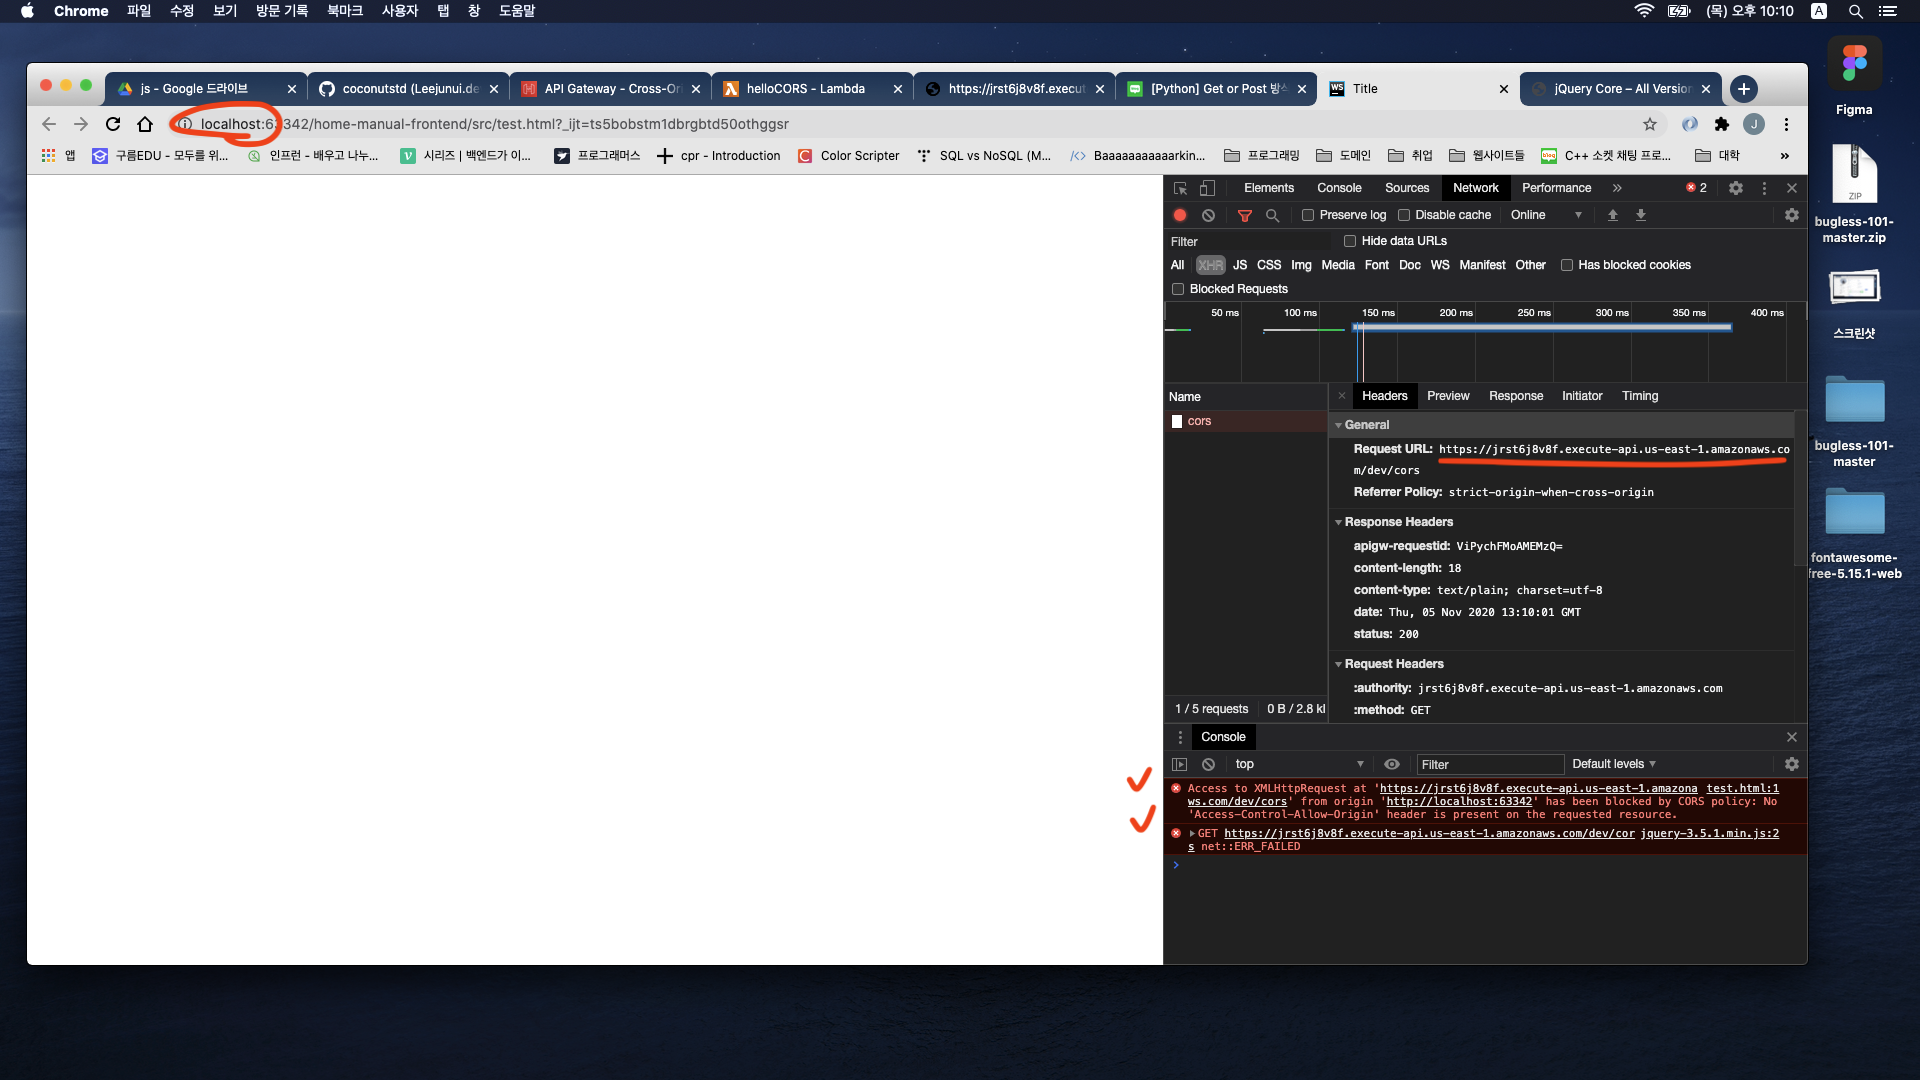 Chrome 파일 수정 보기 방문 기록 북마크 사용자 탭 창 도움말 (목) 오후 10:10 A
js - Google 드라이브 coconutstd (Leejunui.de API Gateway - Cross-Ori helloCORS - Lambda https://jrst6j8v8f.execut [Python] Get or Post 방식 WS Title jQuery Core – All Version
localhost:63342/home-manual-frontend/src/test.html?_ijt=ts5bobstm1dbrgbtd50othggsr J
앱 구름EDU - 모두를 위... 인프런 - 배우고 나누... 시리즈 | 백엔드가 이... 프로그래머스 cpr - Introduction Color Scripter SQL vs NoSQL (M... Baaaaaaaaaaarkin... 프로그래밍 도메인 취업 웹사이트들 C++ 소켓 채팅 프로... 대학 »
Elements Console Sources Network Performance » 2
Preserve log Disable cache Online
Filter Hide data URLs
All XHR JS CSS Img Media Font Doc WS Manifest Other Has blocked cookies
Blocked Requests
50 ms 100 ms 150 ms 200 ms 250 ms 300 ms 350 ms 400 ms
Name Headers Preview Response Initiator Timing
cors
General
Request URL: https://jrst6j8v8f.execute-api.us-east-1.amazonaws.co
m/dev/cors
Referrer Policy: strict-origin-when-cross-origin
Response Headers
apigw-requestid: ViPychFMoAMEMzQ=
content-length: 18
content-type: text/plain; charset=utf-8
date: Thu, 05 Nov 2020 13:10:01 GMT
status: 200
Request Headers
:authority: jrst6j8v8f.execute-api.us-east-1.amazonaws.com
:method: GET
1 / 5 requests 0 B / 2.8 k
Console
top Filter Default levels
Access to XMLHttpRequest at 'https://jrst6j8v8f.execute-api.us-east-1.amazona test.html:1
ws.com/dev/cors' from origin 'http://localhost:63342' has been blocked by CORS policy: No
'Access-Control-Allow-Origin' header is present on the requested resource.
GET https://jrst6j8v8f.execute-api.us-east-1.amazonaws.com/dev/cor jquery-3.5.1.min.js:2
s net::ERR_FAILED
Figma
ZIP
bugless-101-
master.zip
스크린샷
bugless-101-
master
fontawesome-
free-5.15.1-web